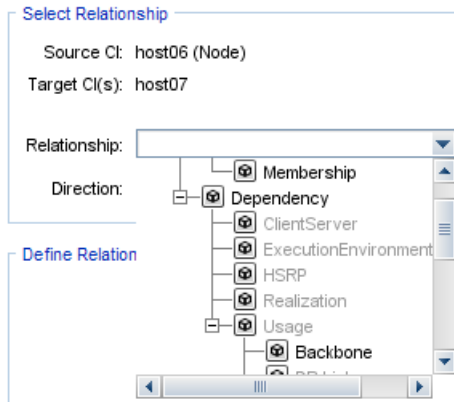 Select Relationship
Source CI: host06 (Node)
Target CI(s): host07
Relationship:
Membership
Direction:
Dependency
ClientServer
Define Relation
ExecutionEnvironment
HSRP
Realization
Usage
Backbone